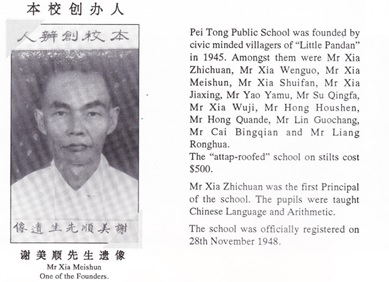 本校创办人
本校創辦人
謝美順先生遺像
谢美顺先生遗像
Mr Xia Meishun
One of the Founders.
Pei Tong Public School was founded by
civic minded villagers of "Little Pandan"
in 1945. Amongst them were Mr Xia
Zhichuan, Mr Xia Wenguo, Mr Xia
Meishun, Mr Xia Shuifan, Mr Xia
Jiaxing, Mr Yao Yamu, Mr Su Qingfa,
Mr Xia Wuji, Mr Hong Houshen,
Mr Hong Quande, Mr Lin Guochang,
Mr Cai Bingqian and Mr Liang
Ronghua.
The "attap-roofed" school on stilts cost
$500.
Mr Xia Zhichuan was the first Principal
of the school. The pupils were taught
Chinese Language and Arithmetic.
The school was officially registered on
28th November 1948.